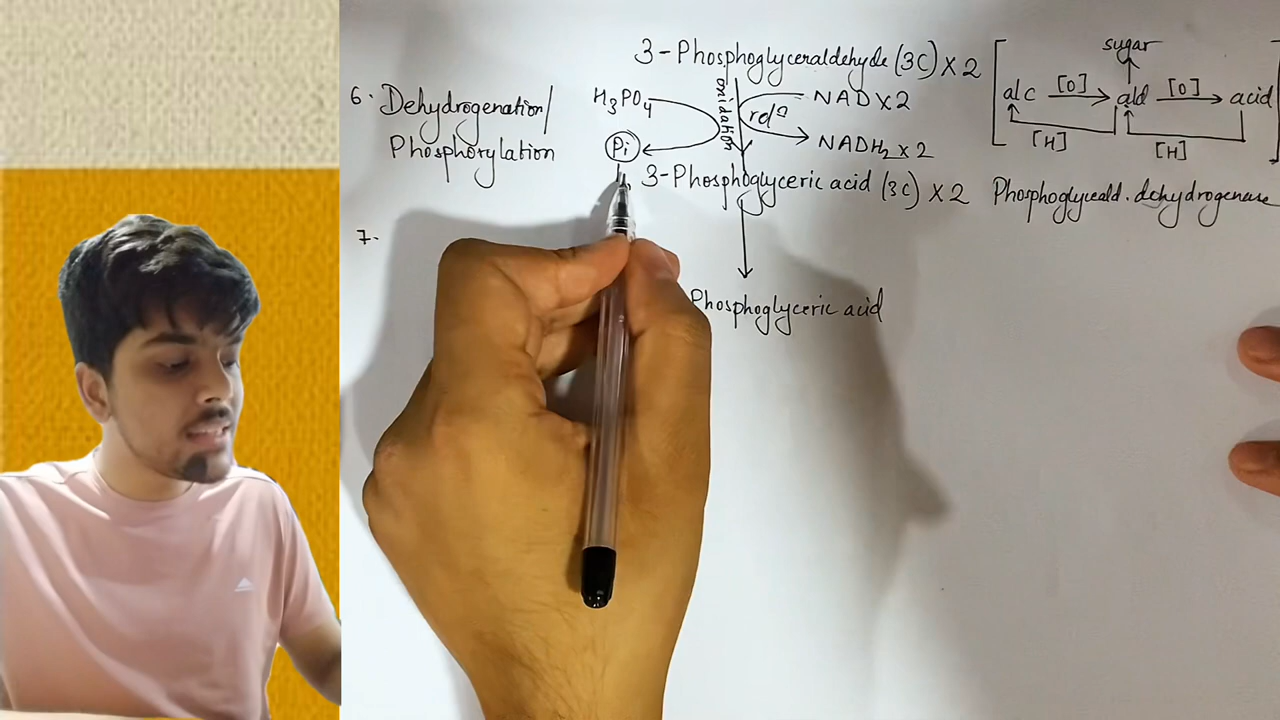 3-Phosphoglyceraldehyde (3C) X 2
6. Dehydrogenation/
Phosphorylation
H3PO4
Pi
oxidation
redⁿ
NAD X 2
NADH2 X 2
3-Phosphoglyceric acid (3C) X 2
sugar
[alc [O] ald [O] acid]
[H] [H]
Phosphoglyceald. dehydrogenase
7.
Phosphoglyceric acid